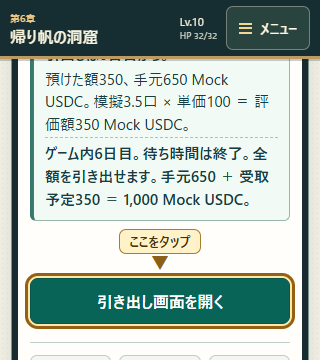 第6章
帰り帆の洞窟
Lv.10
HP 32/32
メニュー
預けた額350、手元650 Mock
USDC。模擬3.5口 × 単価100 ＝ 評
価額350 Mock USDC。
ゲーム内6日目。待ち時間は終了。全
額を引き出せます。手元650 ＋ 受取
予定350 ＝ 1,000 Mock USDC。
ここをタップ
引き出し画面を開く